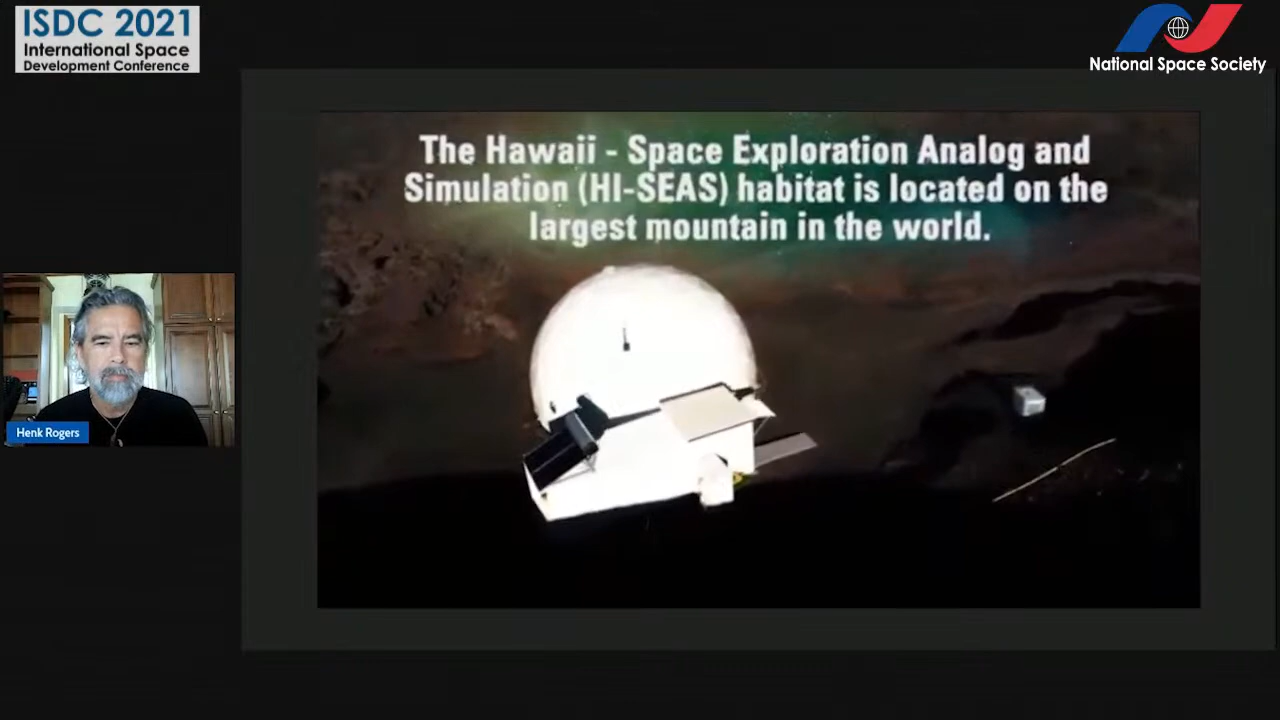 ISDC 2021
International Space
Development Conference
National Space Society
The Hawaii - Space Exploration Analog and
Simulation (HI-SEAS) habitat is located on the
largest mountain in the world.
Henk Rogers